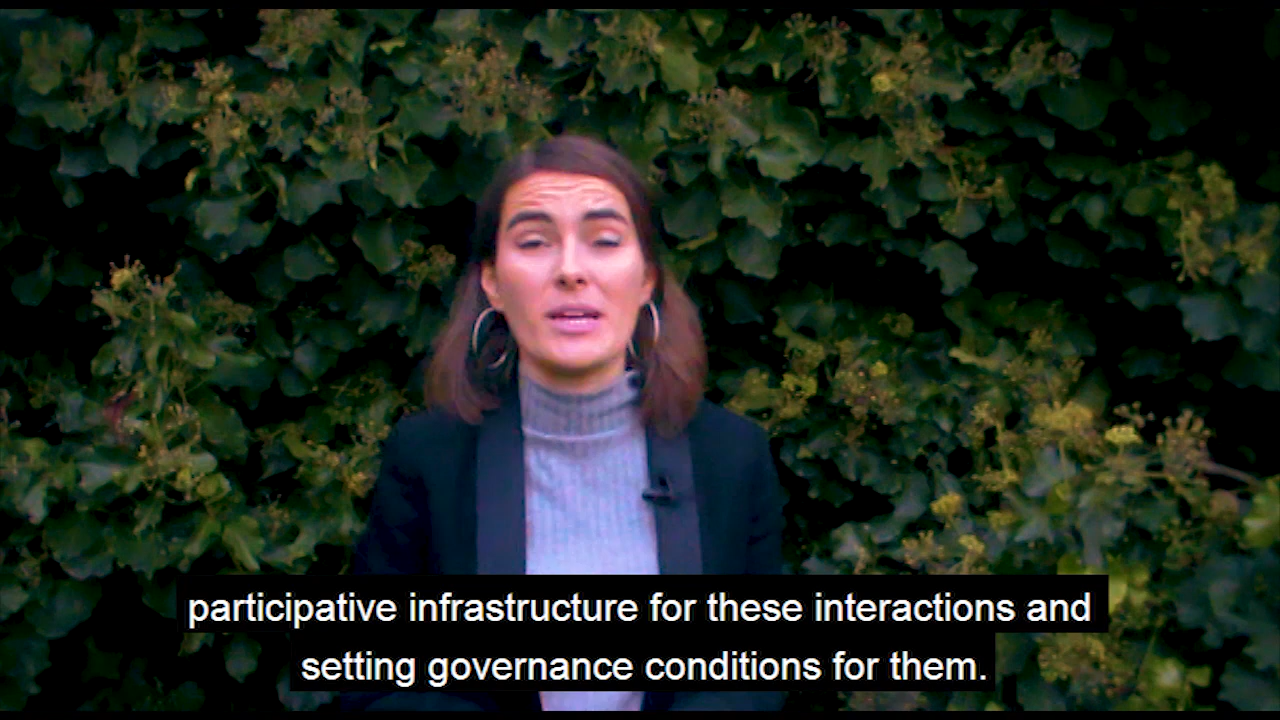 participative infrastructure for these interactions and
setting governance conditions for them.